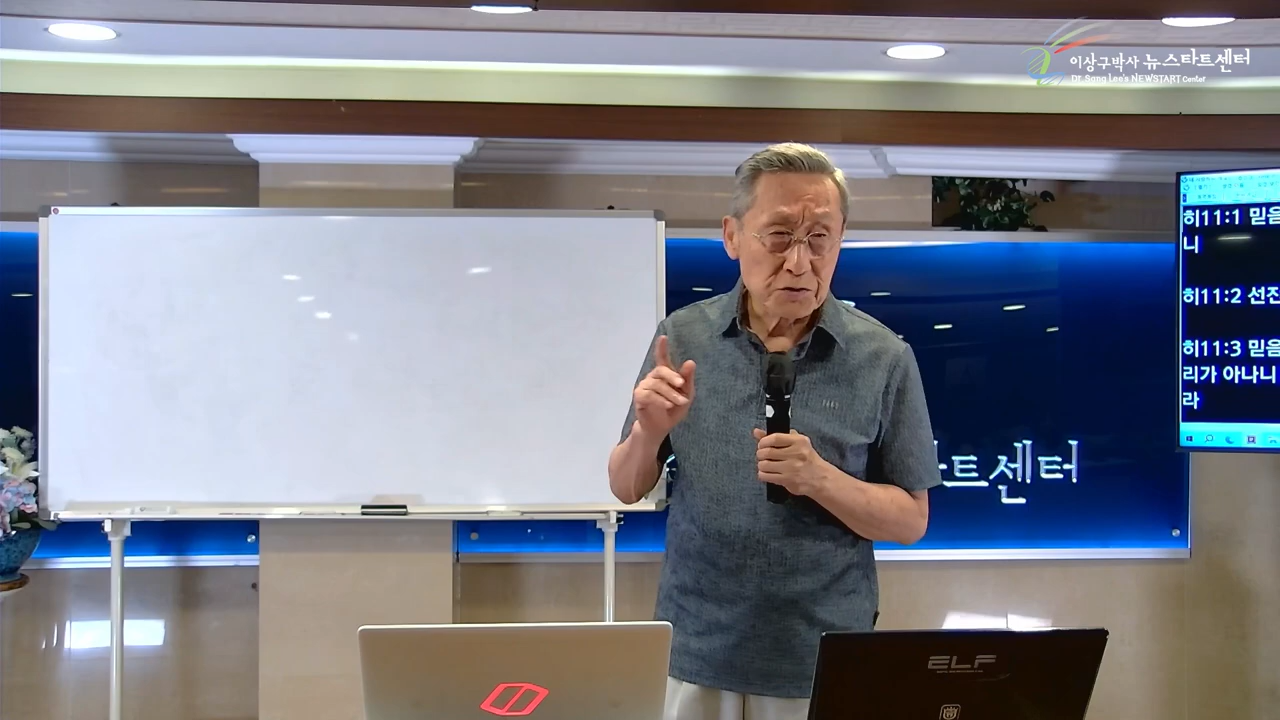 이상구박사 뉴스타트센터
Dr. Sang Lee's NEWSTART Center
히11:1 믿음
니
히11:2 선진
히11:3 믿음
리가 아나니
라
타트센터
ELF